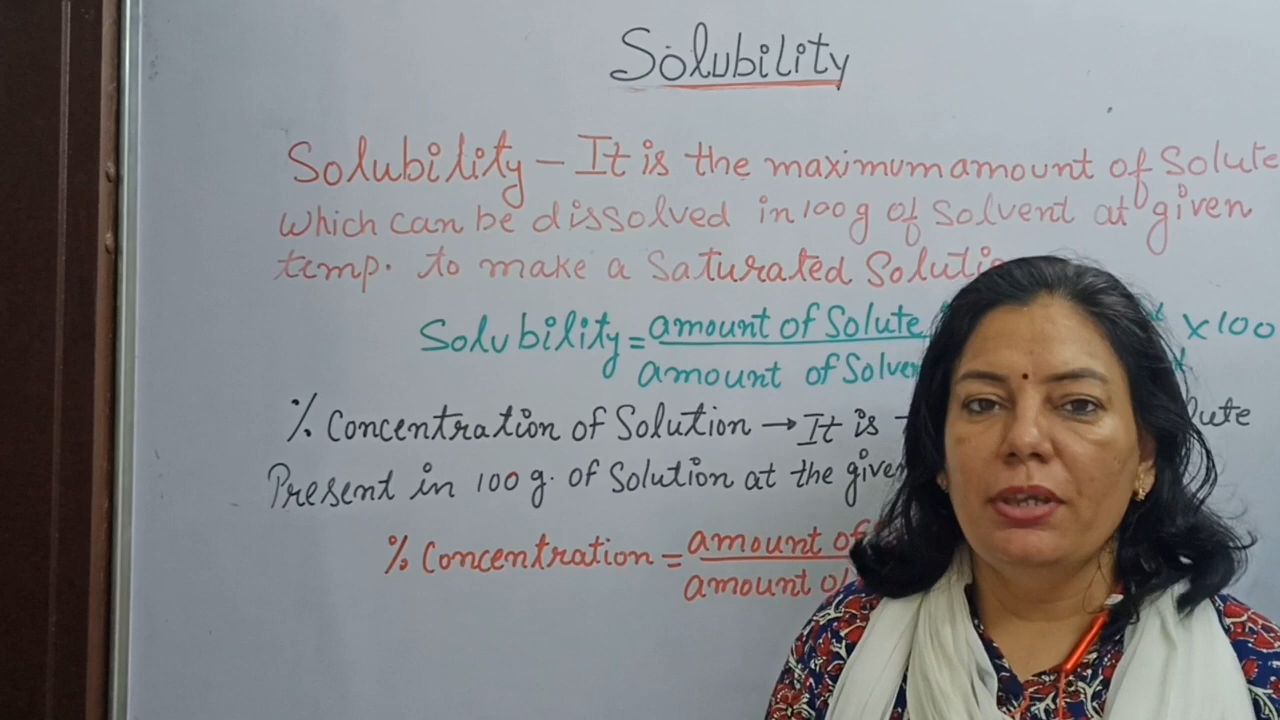 Solubility
Solubility – It is the maximum amount of Solute
which can be dissolved in 100 g of Solvent at given
temp. to make a Saturated
Solubility = amount of Solute × 100
amount of
% Concentration of Solution → It is
Present in 100 g. of Solution at the
% Concentration = amount of
amount of